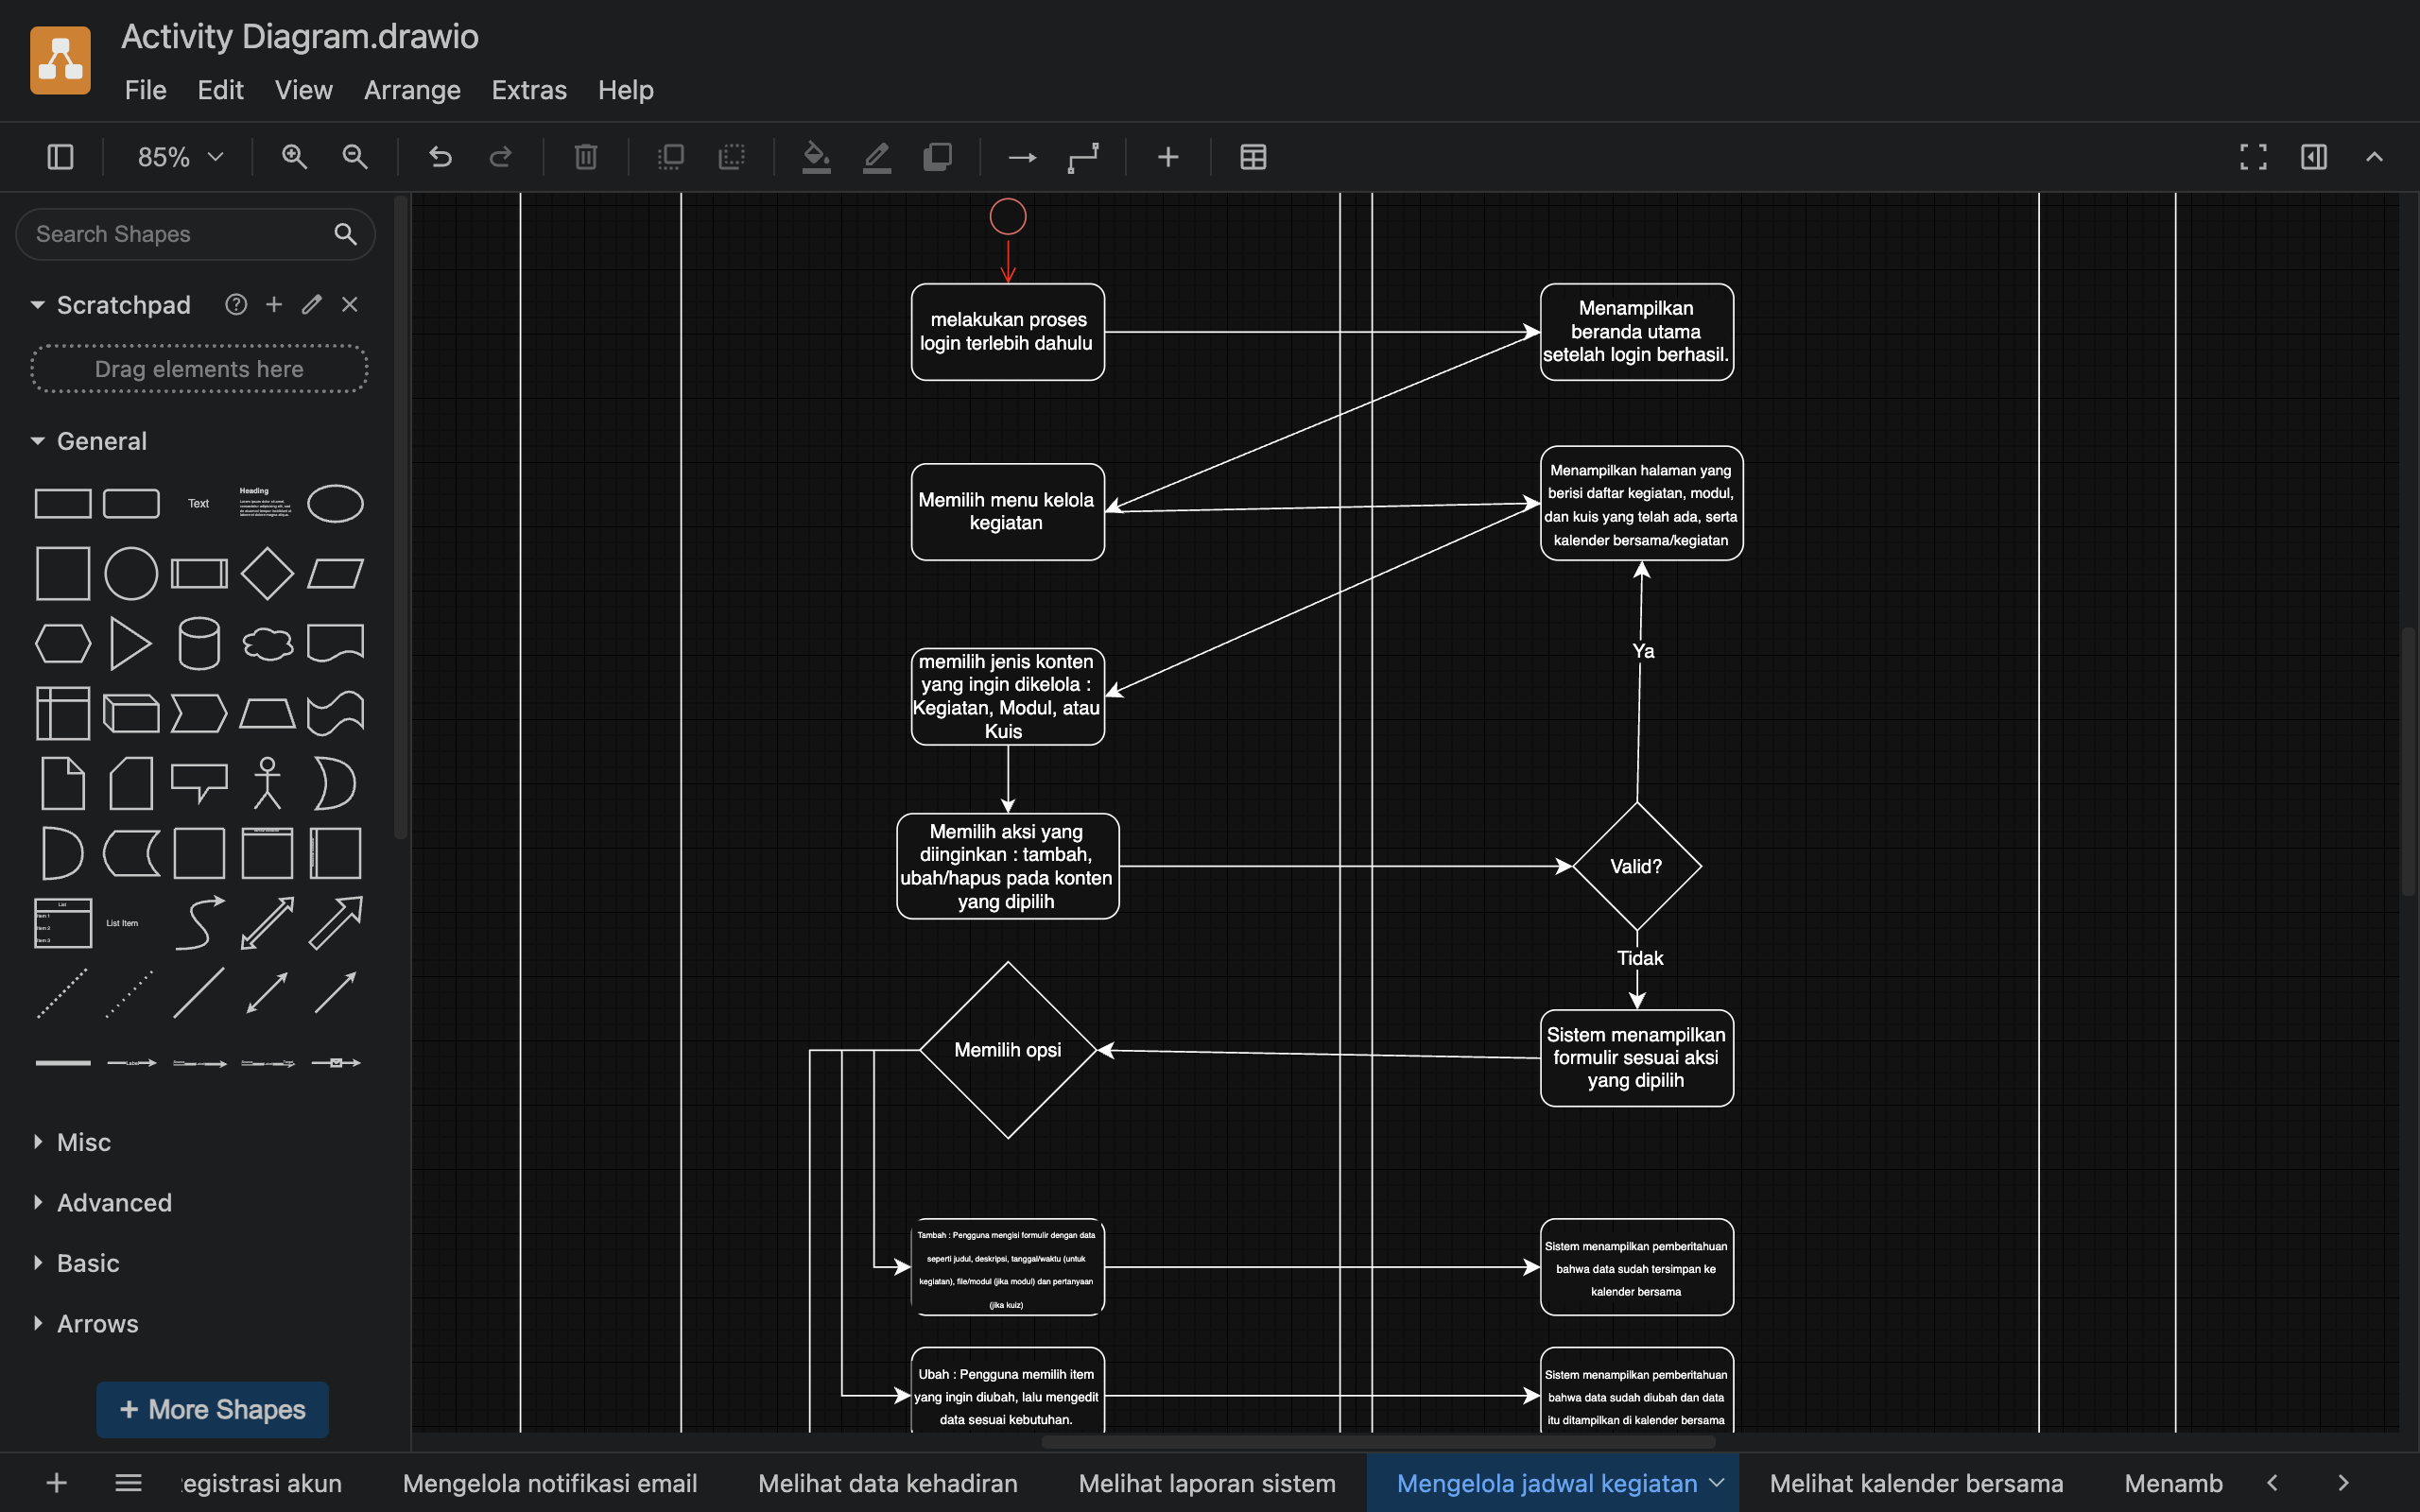 Activity Diagram.drawio
File Edit View Arrange Extras Help
85%
Search Shapes
Scratchpad
Drag elements here
General
Text
Heading
List
Item 1
Item 2
Item 3
List Item
Label
Misc
Advanced
Basic
Arrows
+ More Shapes
melakukan proses
login terlebih dahulu
Menampilkan
beranda utama
setelah login berhasil.
Memilih menu kelola
kegiatan
Menampilkan halaman yang
berisi daftar kegiatan, modul,
dan kuis yang telah ada, serta
kalender bersama/kegiatan
memilih jenis konten
yang ingin dikelola :
Kegiatan, Modul, atau
Kuis
Ya
Memilih aksi yang
diinginkan : tambah,
ubah/hapus pada konten
yang dipilih
Valid?
Tidak
Memilih opsi
Sistem menampilkan
formulir sesuai aksi
yang dipilih
Tambah : Pengguna mengisi formulir dengan data
seperti judul, deskripsi, tanggal/waktu (untuk
kegiatan), file/modul (jika modul) dan pertanyaan
(jika kuiz)
Sistem menampilkan pemberitahuan
bahwa data sudah tersimpan ke
kalender bersama
Ubah : Pengguna memilih item
yang ingin diubah, lalu mengedit
data sesuai kebutuhan.
Sistem menampilkan pemberitahuan
bahwa data sudah diubah dan data
itu ditampilkan di kalender bersama
egistrasi akun Mengelola notifikasi email Melihat data kehadiran Melihat laporan sistem Mengelola jadwal kegiatan Melihat kalender bersama Menamb